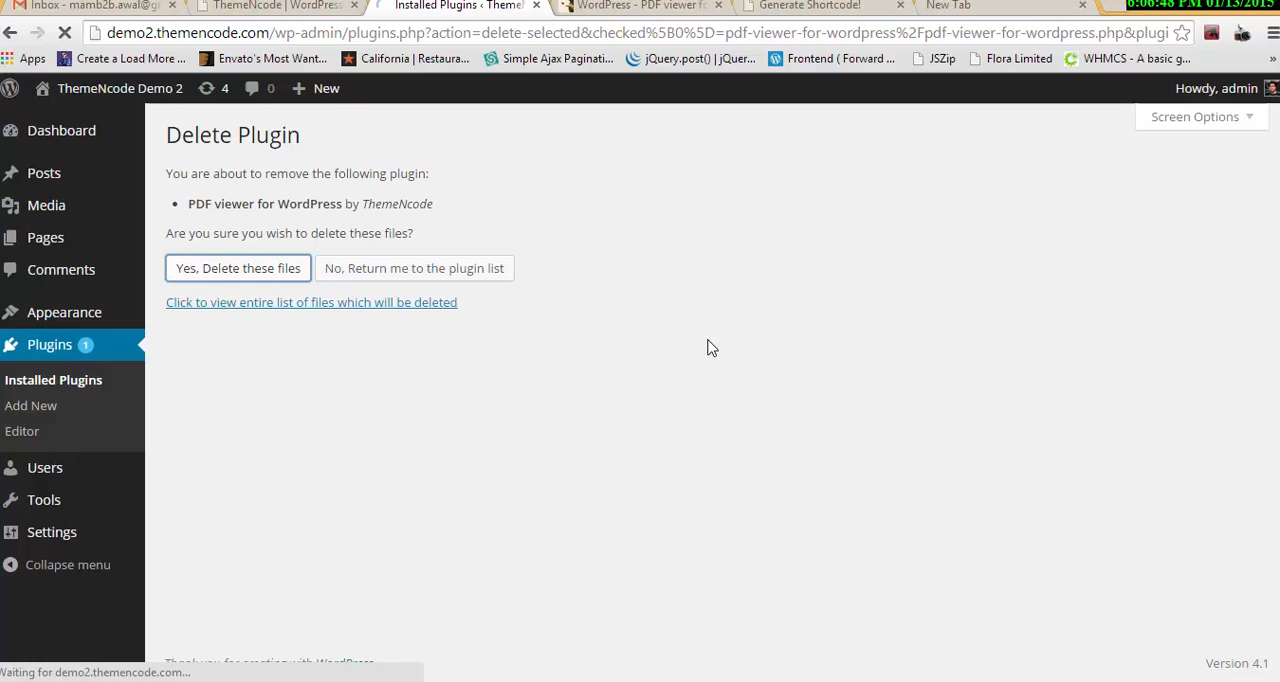 Inbox - mamb2b.awal@gi
ThemeNcode | WordPress
Installed Plugins ‹ Theme
WordPress - PDF viewer for
Generate Shortcode!
New Tab
6:06:48 PM 01/13/2015
demo2.themencode.com/wp-admin/plugins.php?action=delete-selected&checked%5B0%5D=pdf-viewer-for-wordpress%2Fpdf-viewer-for-wordpress.php&plugi
Apps
Create a Load More ...
Envato's Most Want...
California | Restaura...
Simple Ajax Paginati...
jQuery.post() | jQuer...
Frontend ( Forward ...
JSZip
Flora Limited
WHMCS - A basic g...
»
ThemeNcode Demo 2
4
0
New
Howdy, admin
Screen Options
Dashboard
Posts
Media
Pages
Comments
Appearance
Plugins 1
Installed Plugins
Add New
Editor
Users
Tools
Settings
Collapse menu
Delete Plugin
You are about to remove the following plugin:
• PDF viewer for WordPress by ThemeNcode
Are you sure you wish to delete these files?
Yes, Delete these files
No, Return me to the plugin list
Click to view entire list of files which will be deleted
Thank you for creating with WordPress.
Version 4.1
Waiting for demo2.themencode.com...